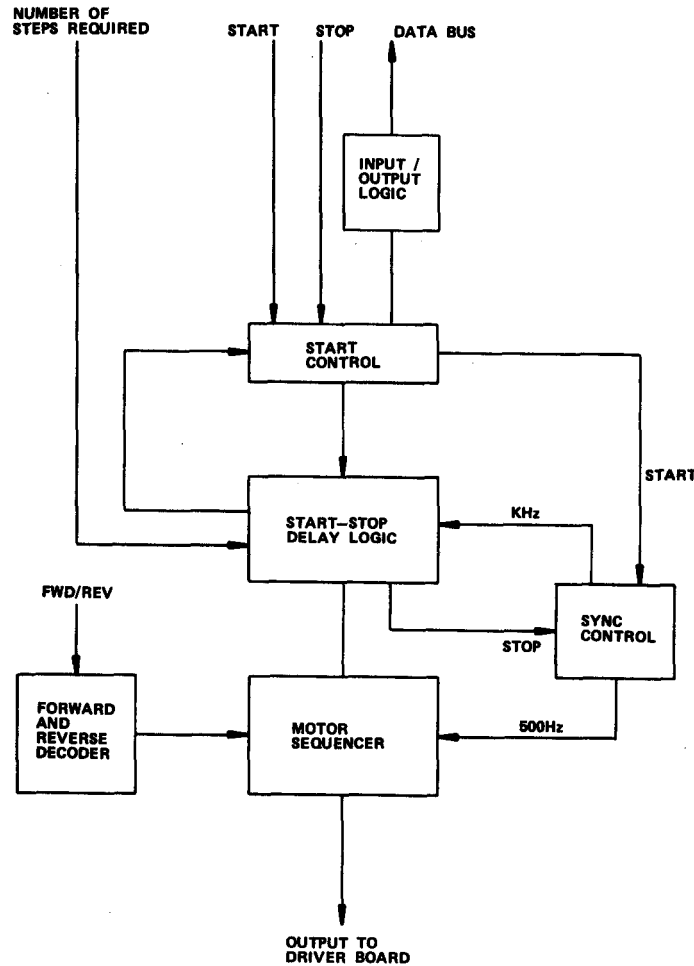 NUMBER OF
STEPS REQUIRED
START
STOP
DATA BUS
INPUT /
OUTPUT
LOGIC
START
CONTROL
START
START–STOP
DELAY LOGIC
KHz
FWD/REV
SYNC
CONTROL
STOP
FORWARD
AND
REVERSE
DECODER
MOTOR
SEQUENCER
500Hz
OUTPUT TO
DRIVER BOARD